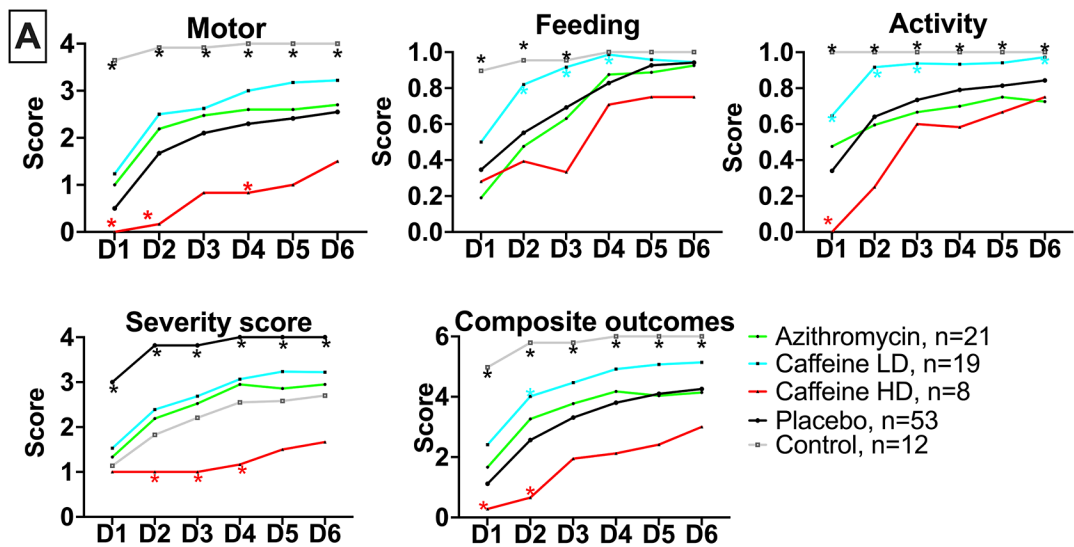 A
Motor
Score
4
3
2
1
0
D1 D2 D3 D4 D5 D6
* * * * * *
* * *
Feeding
Score
1.0
0.8
0.6
0.4
0.2
0.0
D1 D2 D3 D4 D5 D6
* * *
* * *
Activity
Score
1.0
0.8
0.6
0.4
0.2
0.0
D1 D2 D3 D4 D5 D6
* * * * * *
* * * *
*
Severity score
Score
4
3
2
1
0
D1 D2 D3 D4 D5 D6
* * * * * *
* * *
Composite outcomes
Score
6
4
2
0
D1 D2 D3 D4 D5 D6
* * * * * *
*
* *
Azithromycin, n=21
Caffeine LD, n=19
Caffeine HD, n=8
Placebo, n=53
Control, n=12